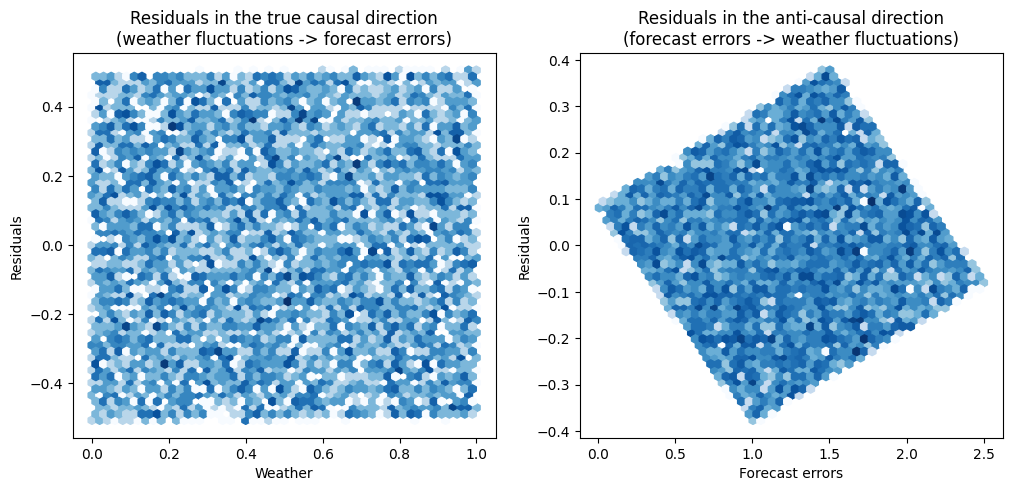 Residuals in the true causal direction
(weather fluctuations -> forecast errors)
Residuals
0.4
0.2
0.0
−0.2
−0.4
0.0 0.2 0.4 0.6 0.8 1.0
Weather
Residuals in the anti-causal direction
(forecast errors -> weather fluctuations)
Residuals
0.4
0.3
0.2
0.1
0.0
−0.1
−0.2
−0.3
−0.4
0.0 0.5 1.0 1.5 2.0 2.5
Forecast errors